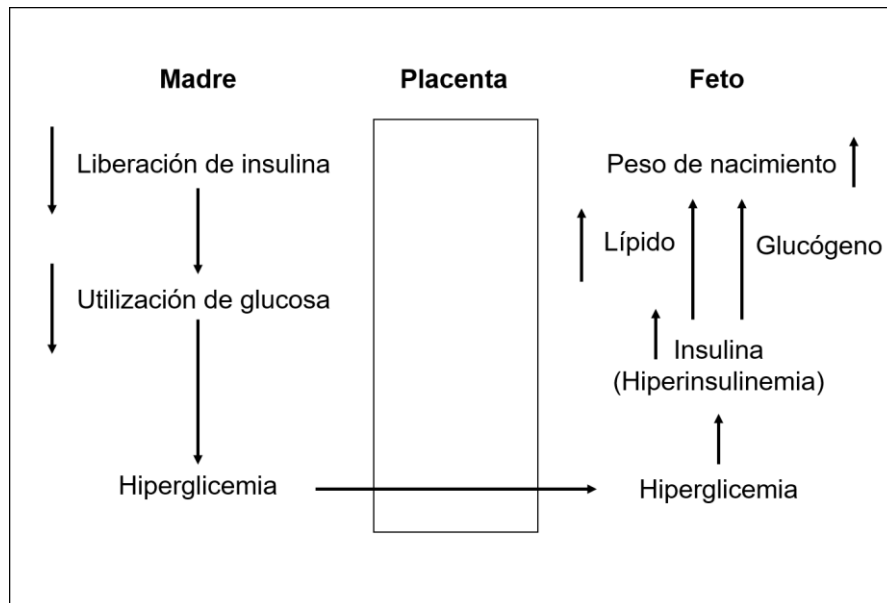 Madre
Placenta
Feto
Liberación de insulina
Utilización de glucosa
Hiperglicemia
Peso de nacimiento
Lípido
Glucógeno
Insulina
(Hiperinsulinemia)
Hiperglicemia